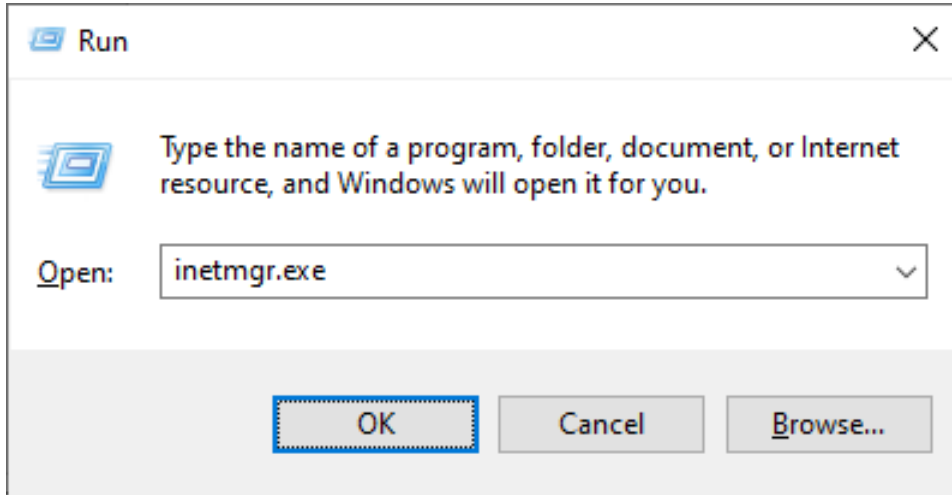 Run
Type the name of a program, folder, document, or Internet
resource, and Windows will open it for you.
Open: inetmgr.exe
OK Cancel Browse...